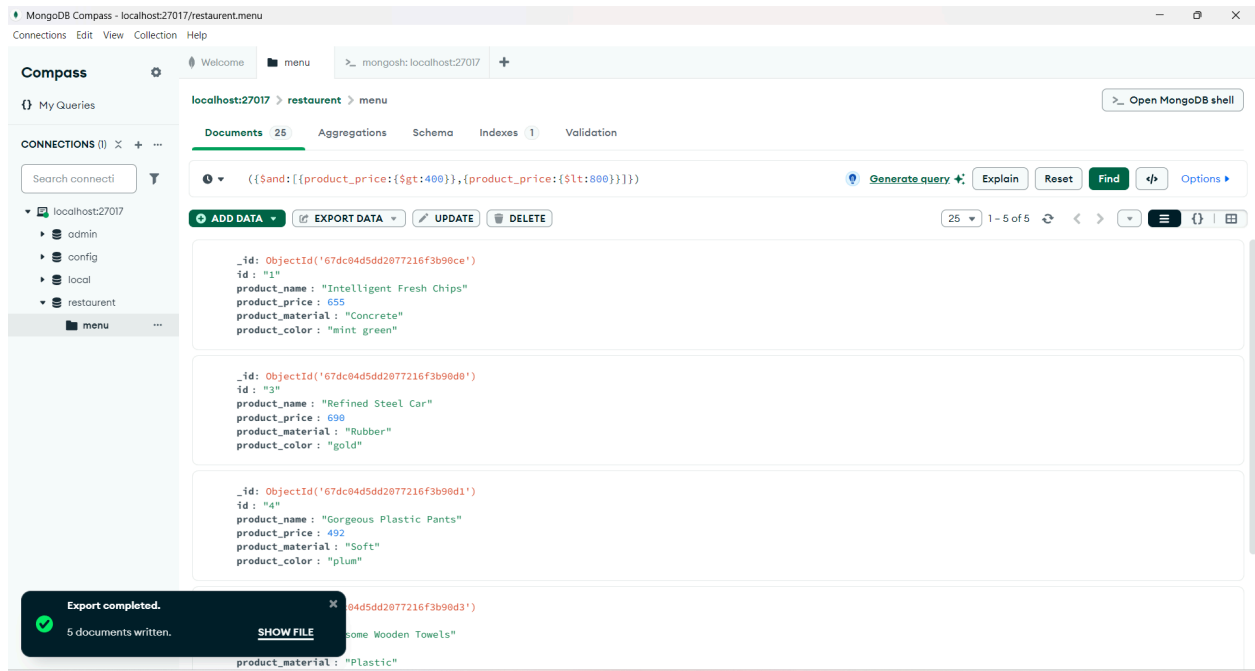 MongoDB Compass - localhost:27017/restaurent.menu
Connections Edit View Collection Help
Compass
Welcome menu >_ mongosh: localhost:27017 +
{} My Queries
localhost:27017 > restaurent > menu
>_ Open MongoDB shell
CONNECTIONS (1)
Documents 25 Aggregations Schema Indexes 1 Validation
Search connecti
({$and:[{product_price:{$gt:400}},{product_price:{$lt:800}}]})
Generate query Explain Reset Find </> Options
localhost:27017
admin
config
local
restaurent
menu
ADD DATA EXPORT DATA UPDATE DELETE
25 1 – 5 of 5 {}
_id: ObjectId('67dc04d5dd2077216f3b90ce')
id : "1"
product_name : "Intelligent Fresh Chips"
product_price : 655
product_material : "Concrete"
product_color : "mint green"
_id: ObjectId('67dc04d5dd2077216f3b90d0')
id : "3"
product_name : "Refined Steel Car"
product_price : 690
product_material : "Rubber"
product_color : "gold"
_id: ObjectId('67dc04d5dd2077216f3b90d1')
id : "4"
product_name : "Gorgeous Plastic Pants"
product_price : 492
product_material : "Soft"
product_color : "plum"
04d5dd2077216f3b90d3')
some Wooden Towels"
product_material : "Plastic"
Export completed.
5 documents written. SHOW FILE